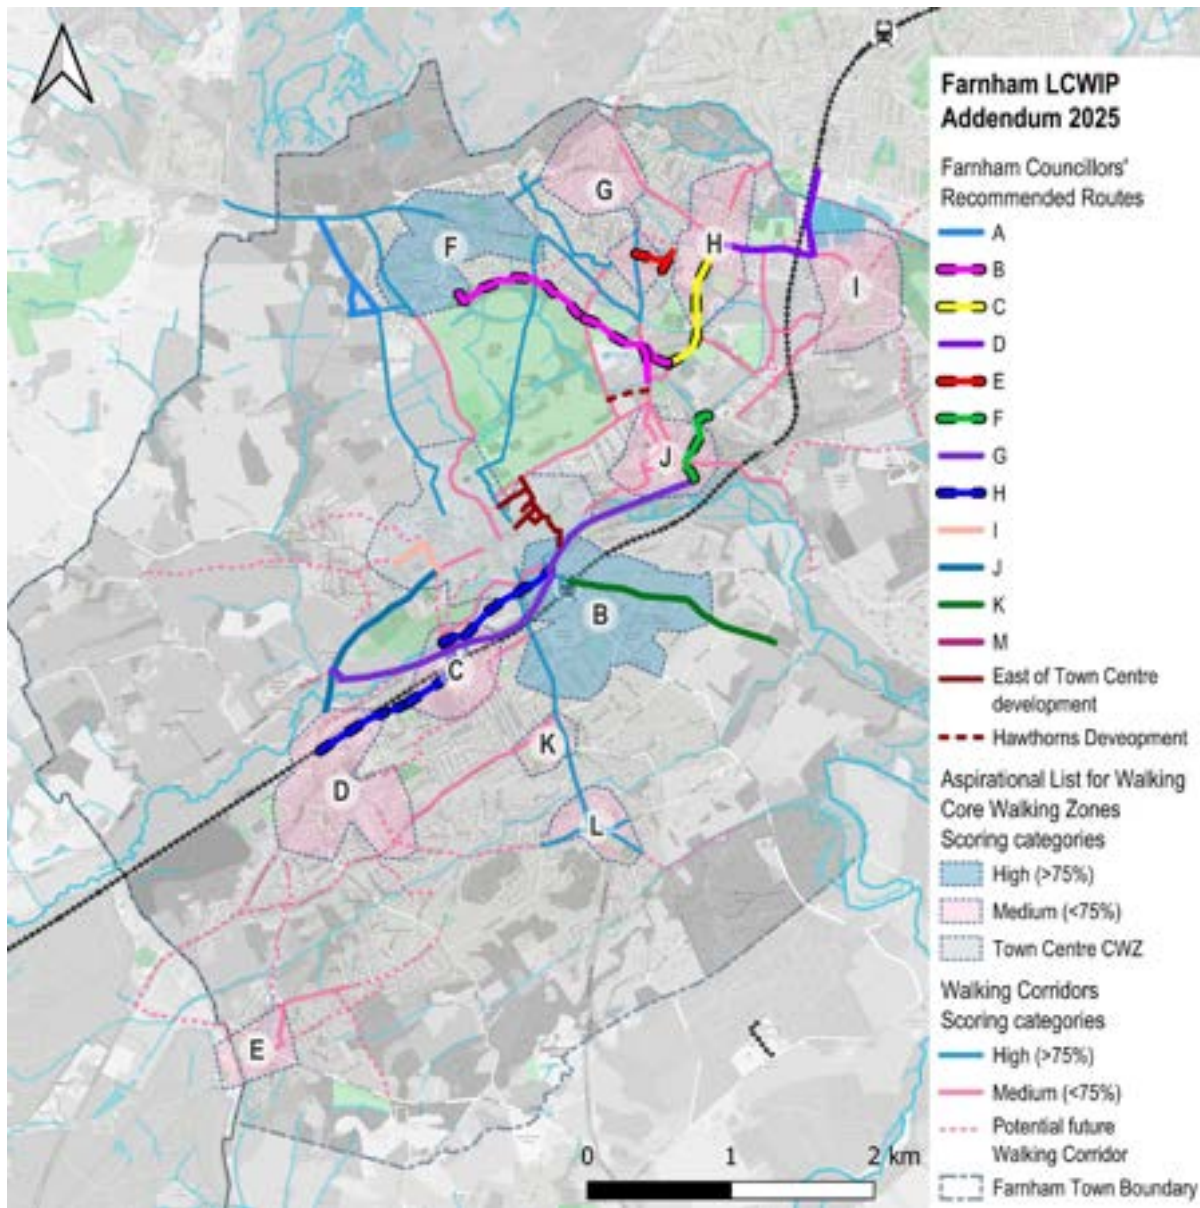 Farnham LCWIP
Addendum 2025
Farnham Councillors'
Recommended Routes
A
B
C
D
E
F
G
H
I
J
K
M
East of Town Centre
development
Hawthorns Deveopment
Aspirational List for Walking
Core Walking Zones
Scoring categories
High (>75%)
Medium (<75%)
Town Centre CWZ
Walking Corridors
Scoring categories
High (>75%)
Medium (<75%)
Potential future
Walking Corridor
Farnham Town Boundary
G
F
H
I
J
B
C
K
D
L
E
0 1 2 km